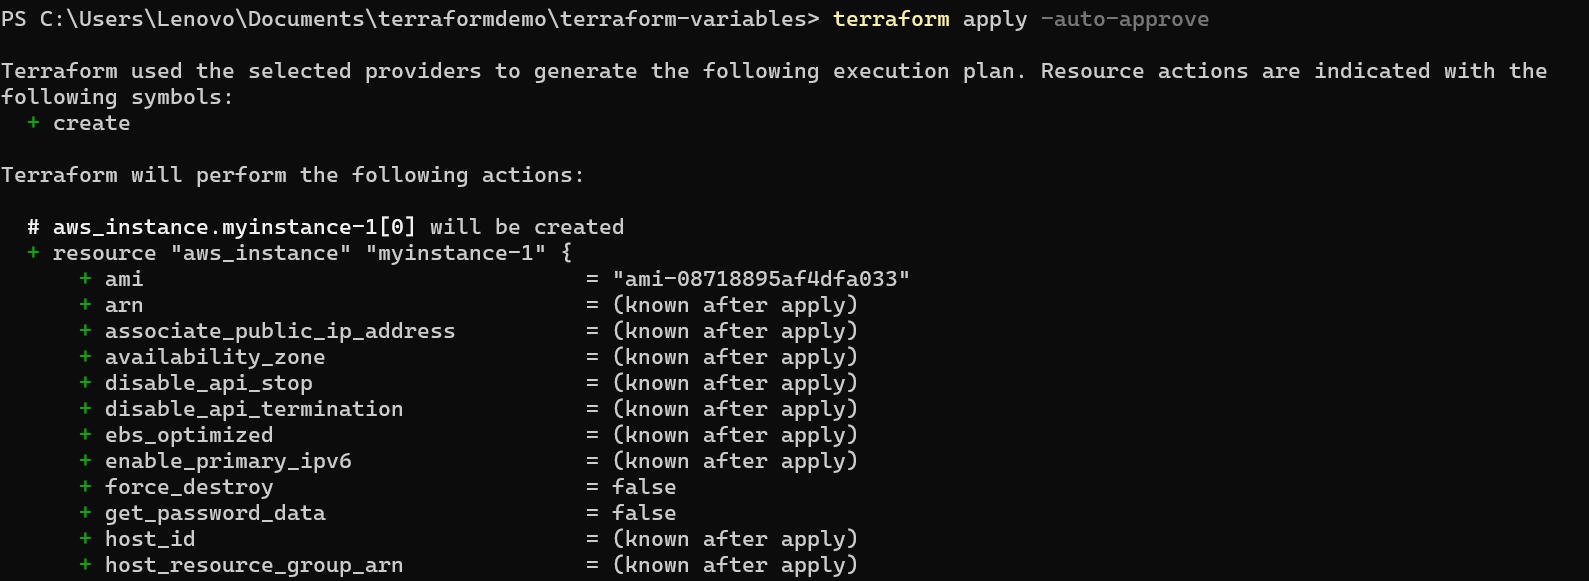 PS C:\Users\Lenovo\Documents\terraformdemo\terraform-variables> terraform apply -auto-approve
Terraform used the selected providers to generate the following execution plan. Resource actions are indicated with the
following symbols:
  + create
Terraform will perform the following actions:
  # aws_instance.myinstance-1[0] will be created
  + resource "aws_instance" "myinstance-1" {
      + ami                                  = "ami-08718895af4dfa033"
      + arn                                  = (known after apply)
      + associate_public_ip_address          = (known after apply)
      + availability_zone                    = (known after apply)
      + disable_api_stop                     = (known after apply)
      + disable_api_termination              = (known after apply)
      + ebs_optimized                        = (known after apply)
      + enable_primary_ipv6                  = (known after apply)
      + force_destroy                        = false
      + get_password_data                    = false
      + host_id                              = (known after apply)
      + host_resource_group_arn              = (known after apply)